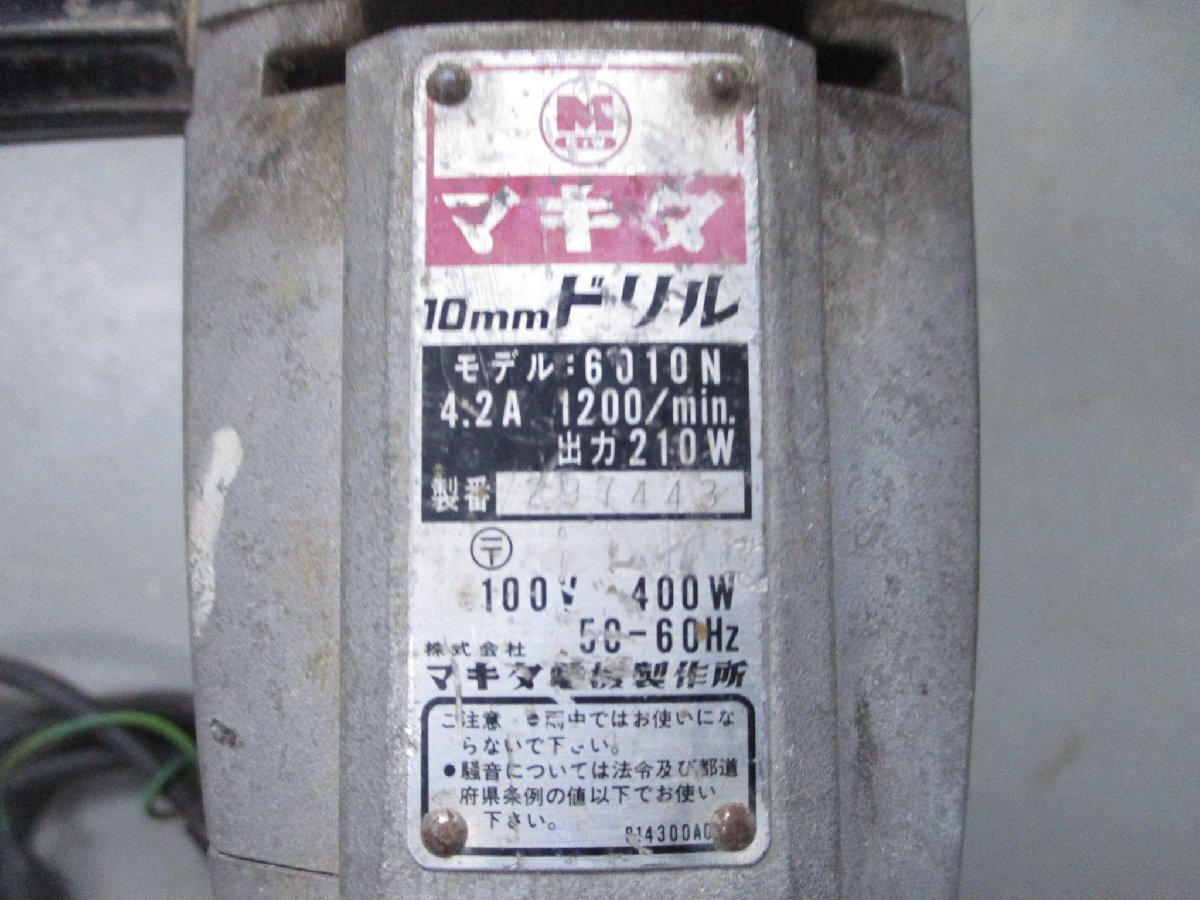 M
マキタ
10mmドリル
モデル:6010N
4.2A 1200/min.
出力 210W
製番 297443
〒
100V 400W
50-60Hz
株式会社
マキタ電機製作所
ご注意 ●雨中ではお使いにな
らないで下さい。
●騒音については法令及び都道
府県条例の値以下でお使い
下さい。
814300A